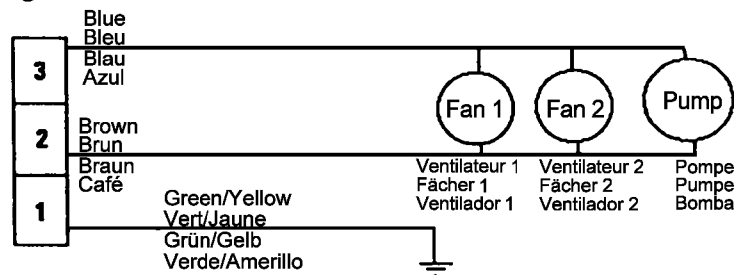 Blue
Bleu
Blau
Azul
3
Fan 1
Fan 2
Pump
2
Brown
Brun
Braun
Café
Ventilateur 1
Fächer 1
Ventilador 1
Ventilateur 2
Fächer 2
Ventilador 2
Pompe
Pumpe
Bomba
1
Green/Yellow
Vert/Jaune
Grün/Gelb
Verde/Amerillo